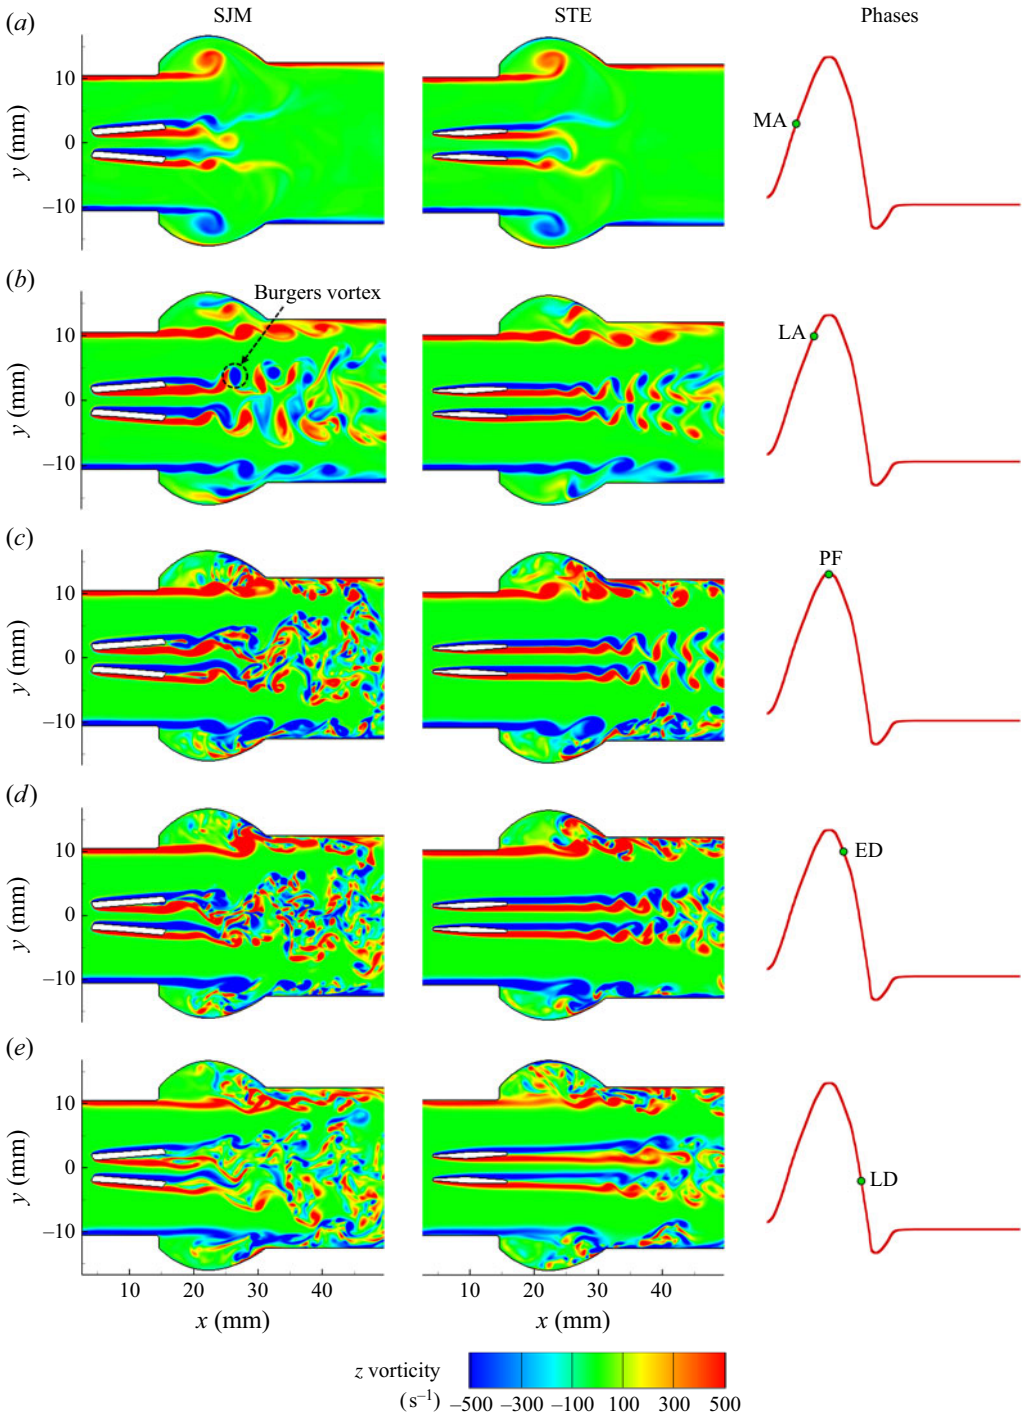 SJM STE Phases
(a)
10
0
–10
y (mm)
MA
(b)
Burgers vortex
10
0
–10
y (mm)
LA
(c)
10
0
–10
y (mm)
PF
(d)
10
0
–10
y (mm)
ED
(e)
10
0
–10
y (mm)
LD
10 20 30 40 10 20 30 40
x (mm) x (mm)
z vorticity
(s⁻¹) –500 –300 –100 100 300 500